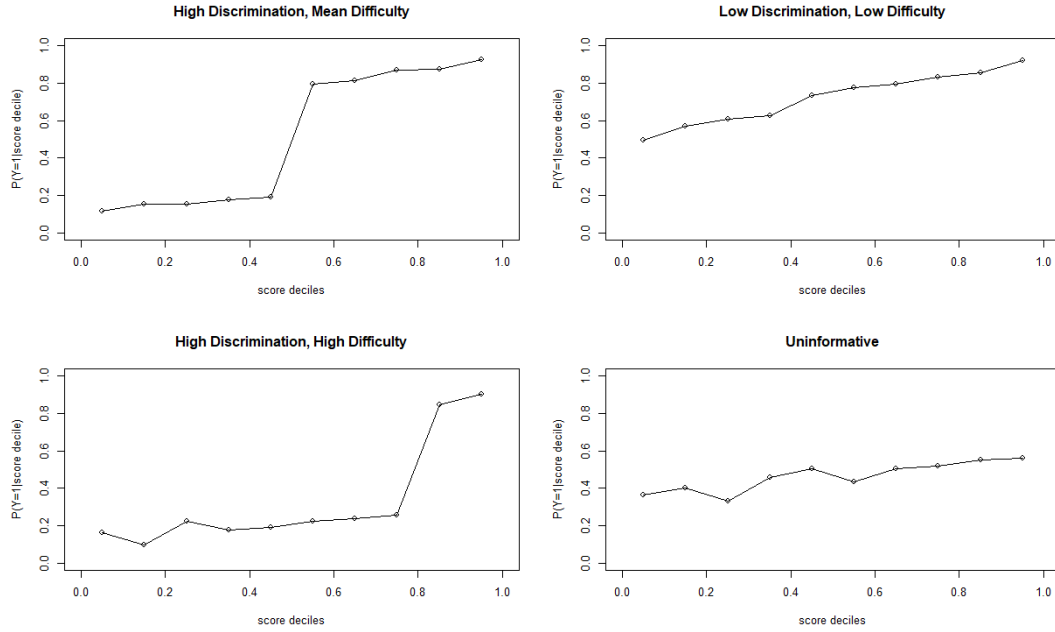 High Discrimination, Mean Difficulty
P(Y=1|score decile)
1.0
0.8
0.6
0.4
0.2
0.0
0.0 0.2 0.4 0.6 0.8 1.0
score deciles
Low Discrimination, Low Difficulty
P(Y=1|score decile)
1.0
0.8
0.6
0.4
0.2
0.0
0.0 0.2 0.4 0.6 0.8 1.0
score deciles
High Discrimination, High Difficulty
P(Y=1|score decile)
1.0
0.8
0.6
0.4
0.2
0.0
0.0 0.2 0.4 0.6 0.8 1.0
score deciles
Uninformative
P(Y=1|score decile)
1.0
0.8
0.6
0.4
0.2
0.0
0.0 0.2 0.4 0.6 0.8 1.0
score deciles